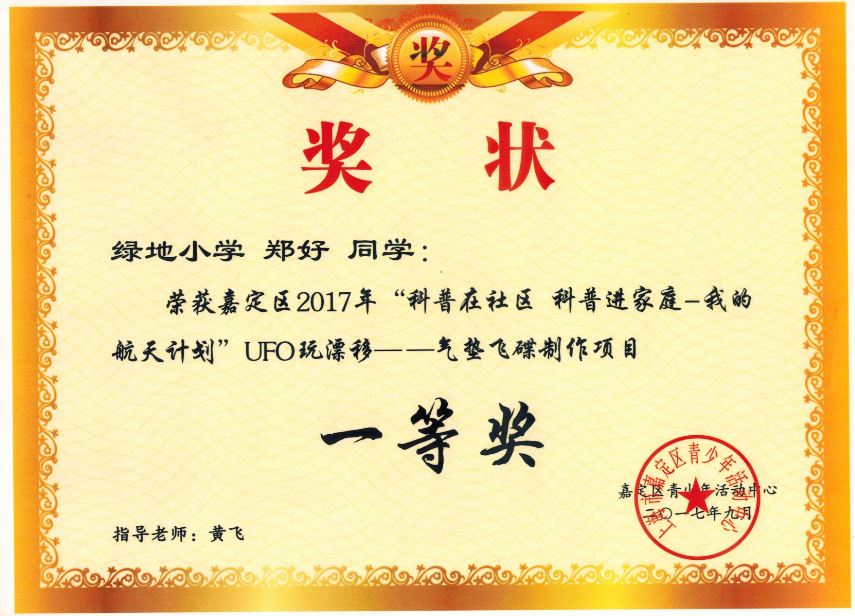 奖
奖 状
绿地小学 郑好 同学：
荣获嘉定区2017年“科普在社区 科普进家庭-我的
航天计划”UFO玩漂移———气垫飞碟制作项目
一等奖
上海市嘉定区青少年活动中心
嘉定区青少年活动中心
二〇一七年九月
指导老师：黄飞